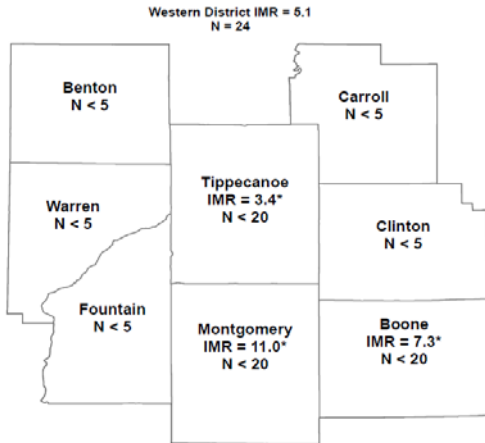 Western District IMR = 5.1
N = 24
Benton
N < 5
Carroll
N < 5
Tippecanoe
IMR = 3.4*
N < 20
Warren
N < 5
Clinton
N < 5
Fountain
N < 5
Montgomery
IMR = 11.0*
N < 20
Boone
IMR = 7.3*
N < 20